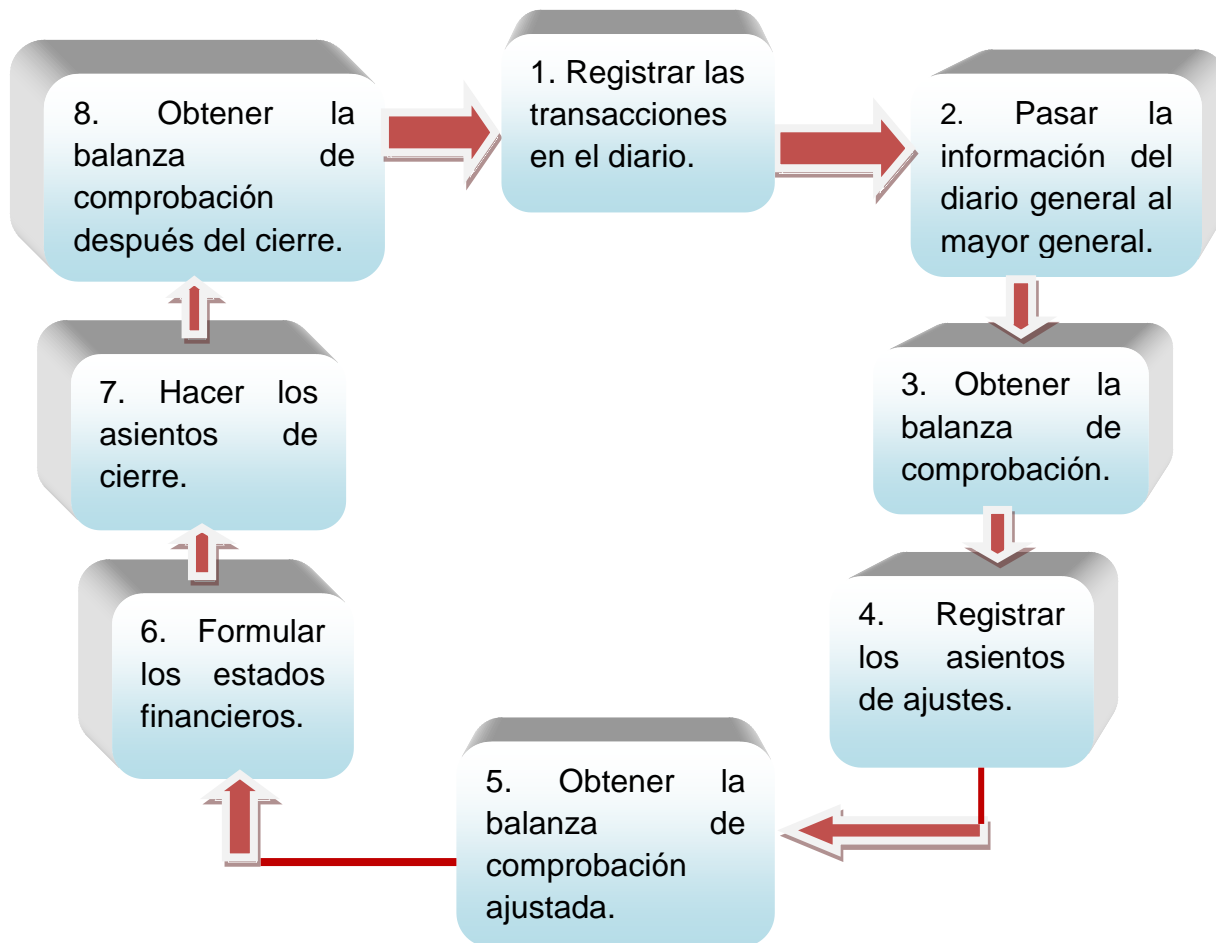 1. Registrar las
transacciones
en el diario.
2. Pasar la
información del
diario general al
mayor general.
3. Obtener la
balanza de
comprobación.
4. Registrar
los asientos
de ajustes.
5. Obtener la
balanza de
comprobación
ajustada.
6. Formular
los estados
financieros.
7. Hacer los
asientos de
cierre.
8. Obtener la
balanza de
comprobación
después del cierre.